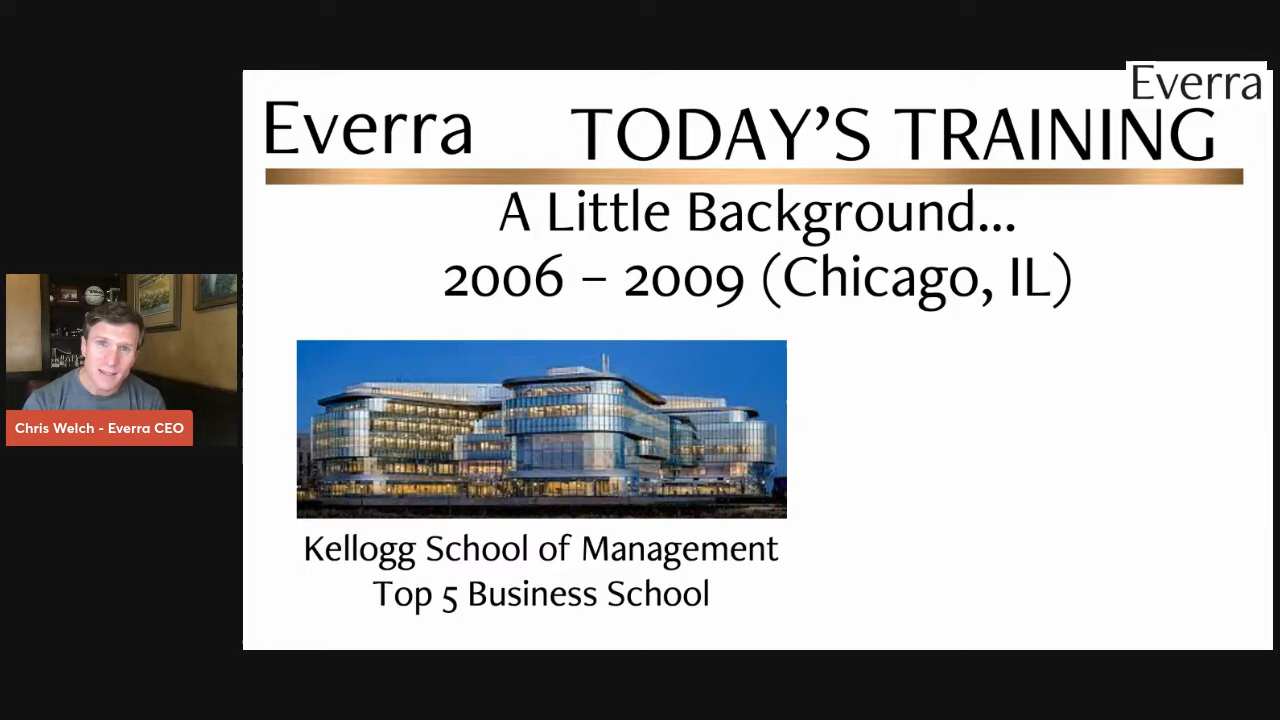 Everra
Everra
TODAY'S TRAINING
A Little Background...
2006 – 2009 (Chicago, IL)
Chris Welch - Everra CEO
Kellogg School of Management
Top 5 Business School